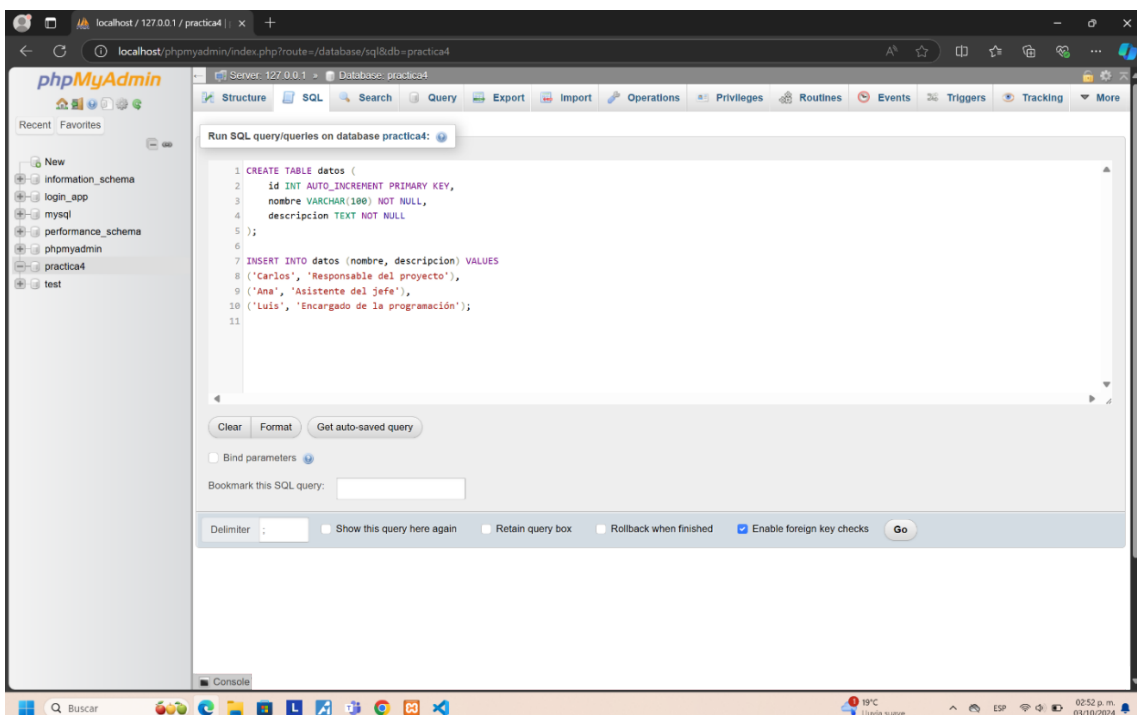 localhost / 127.0.0.1 / practica4 |
localhost/phpmyadmin/index.php?route=/database/sql&db=practica4
phpMyAdmin
Recent Favorites
New
information_schema
login_app
mysql
performance_schema
phpmyadmin
practica4
test
Server: 127.0.0.1 » Database: practica4
Structure SQL Search Query Export Import Operations Privileges Routines Events Triggers Tracking More
Run SQL query/queries on database practica4:
1 CREATE TABLE datos (
2 id INT AUTO_INCREMENT PRIMARY KEY,
3 nombre VARCHAR(100) NOT NULL,
4 descripcion TEXT NOT NULL
5 );
6
7 INSERT INTO datos (nombre, descripcion) VALUES
8 ('Carlos', 'Responsable del proyecto'),
9 ('Ana', 'Asistente del jefe'),
10 ('Luis', 'Encargado de la programación');
11
Clear Format Get auto-saved query
Bind parameters
Bookmark this SQL query:
Delimiter ; Show this query here again Retain query box Rollback when finished Enable foreign key checks Go
Console
Buscar
19°C
Lluvia suave
ESP
02:52 p. m.
03/10/2024